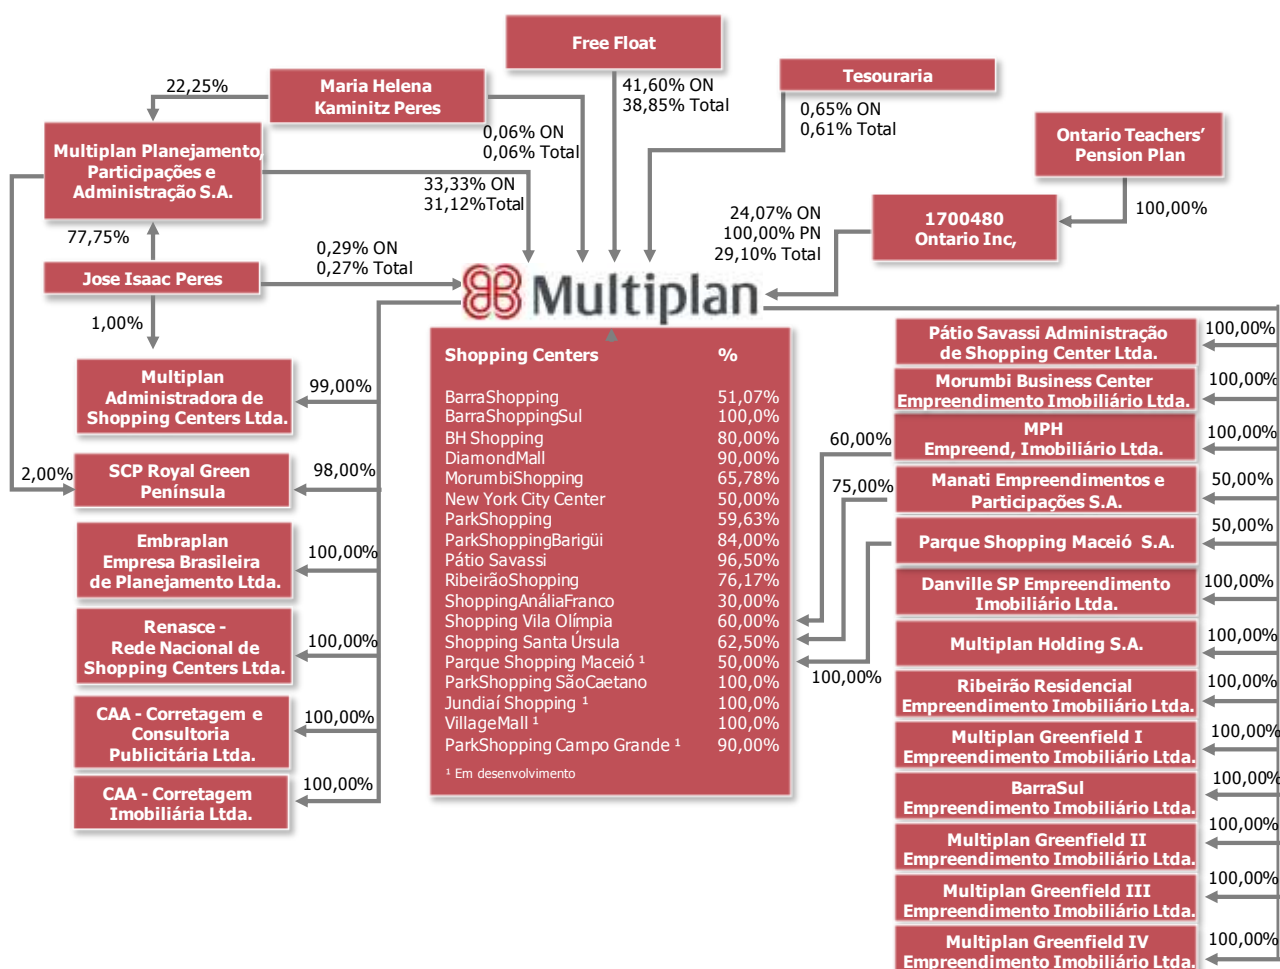 Free Float
41,60% ON
38,85% Total
Tesouraria
0,65% ON
0,61% Total
22,25%
Maria Helena
Kaminitz Peres
0,06% ON
0,06% Total
Ontario Teachers’
Pension Plan
100,00%
Multiplan Planejamento,
Participações e
Administração S.A.
33,33% ON
31,12%Total
1700480
Ontario Inc,
24,07% ON
100,00% PN
29,10% Total
77,75%
Jose Isaac Peres
0,29% ON
0,27% Total
1,00%
Multiplan
Multiplan
Administradora de
Shopping Centers Ltda.
99,00%
2,00%
SCP Royal Green
Península
98,00%
Embraplan
Empresa Brasileira
de Planejamento Ltda.
100,00%
Renasce -
Rede Nacional de
Shopping Centers Ltda.
100,00%
CAA - Corretagem e
Consultoria
Publicitária Ltda.
100,00%
CAA - Corretagem
Imobiliária Ltda.
100,00%
Shopping Centers %
BarraShopping 51,07%
BarraShoppingSul 100,0%
BH Shopping 80,00%
DiamondMall 90,00%
MorumbiShopping 65,78%
New York City Center 50,00%
ParkShopping 59,63%
ParkShoppingBarigüi 84,00%
Pátio Savassi 96,50%
RibeirãoShopping 76,17%
ShoppingAnáliaFranco 30,00%
Shopping Vila Olímpia 60,00%
Shopping Santa Úrsula 62,50%
Parque Shopping Maceió ¹ 50,00%
ParkShopping SãoCaetano 100,0%
Jundiaí Shopping ¹ 100,0%
VillageMall ¹ 100,0%
ParkShopping Campo Grande ¹ 90,00%
¹ Em desenvolvimento
60,00%
75,00%
100,00%
Pátio Savassi Administração
de Shopping Center Ltda.
100,00%
Morumbi Business Center
Empreendimento Imobiliário Ltda.
100,00%
MPH
Empreend, Imobiliário Ltda.
100,00%
Manati Empreendimentos e
Participações S.A.
50,00%
Parque Shopping Maceió S.A.
50,00%
Danville SP Empreendimento
Imobiliário Ltda.
100,00%
Multiplan Holding S.A.
100,00%
Ribeirão Residencial
Empreendimento Imobiliário Ltda.
100,00%
Multiplan Greenfield I
Empreendimento Imobiliário Ltda.
100,00%
BarraSul
Empreendimento Imobiliário Ltda.
100,00%
Multiplan Greenfield II
Empreendimento Imobiliário Ltda.
100,00%
Multiplan Greenfield III
Empreendimento Imobiliário Ltda.
100,00%
Multiplan Greenfield IV
Empreendimento Imobiliário Ltda.
100,00%